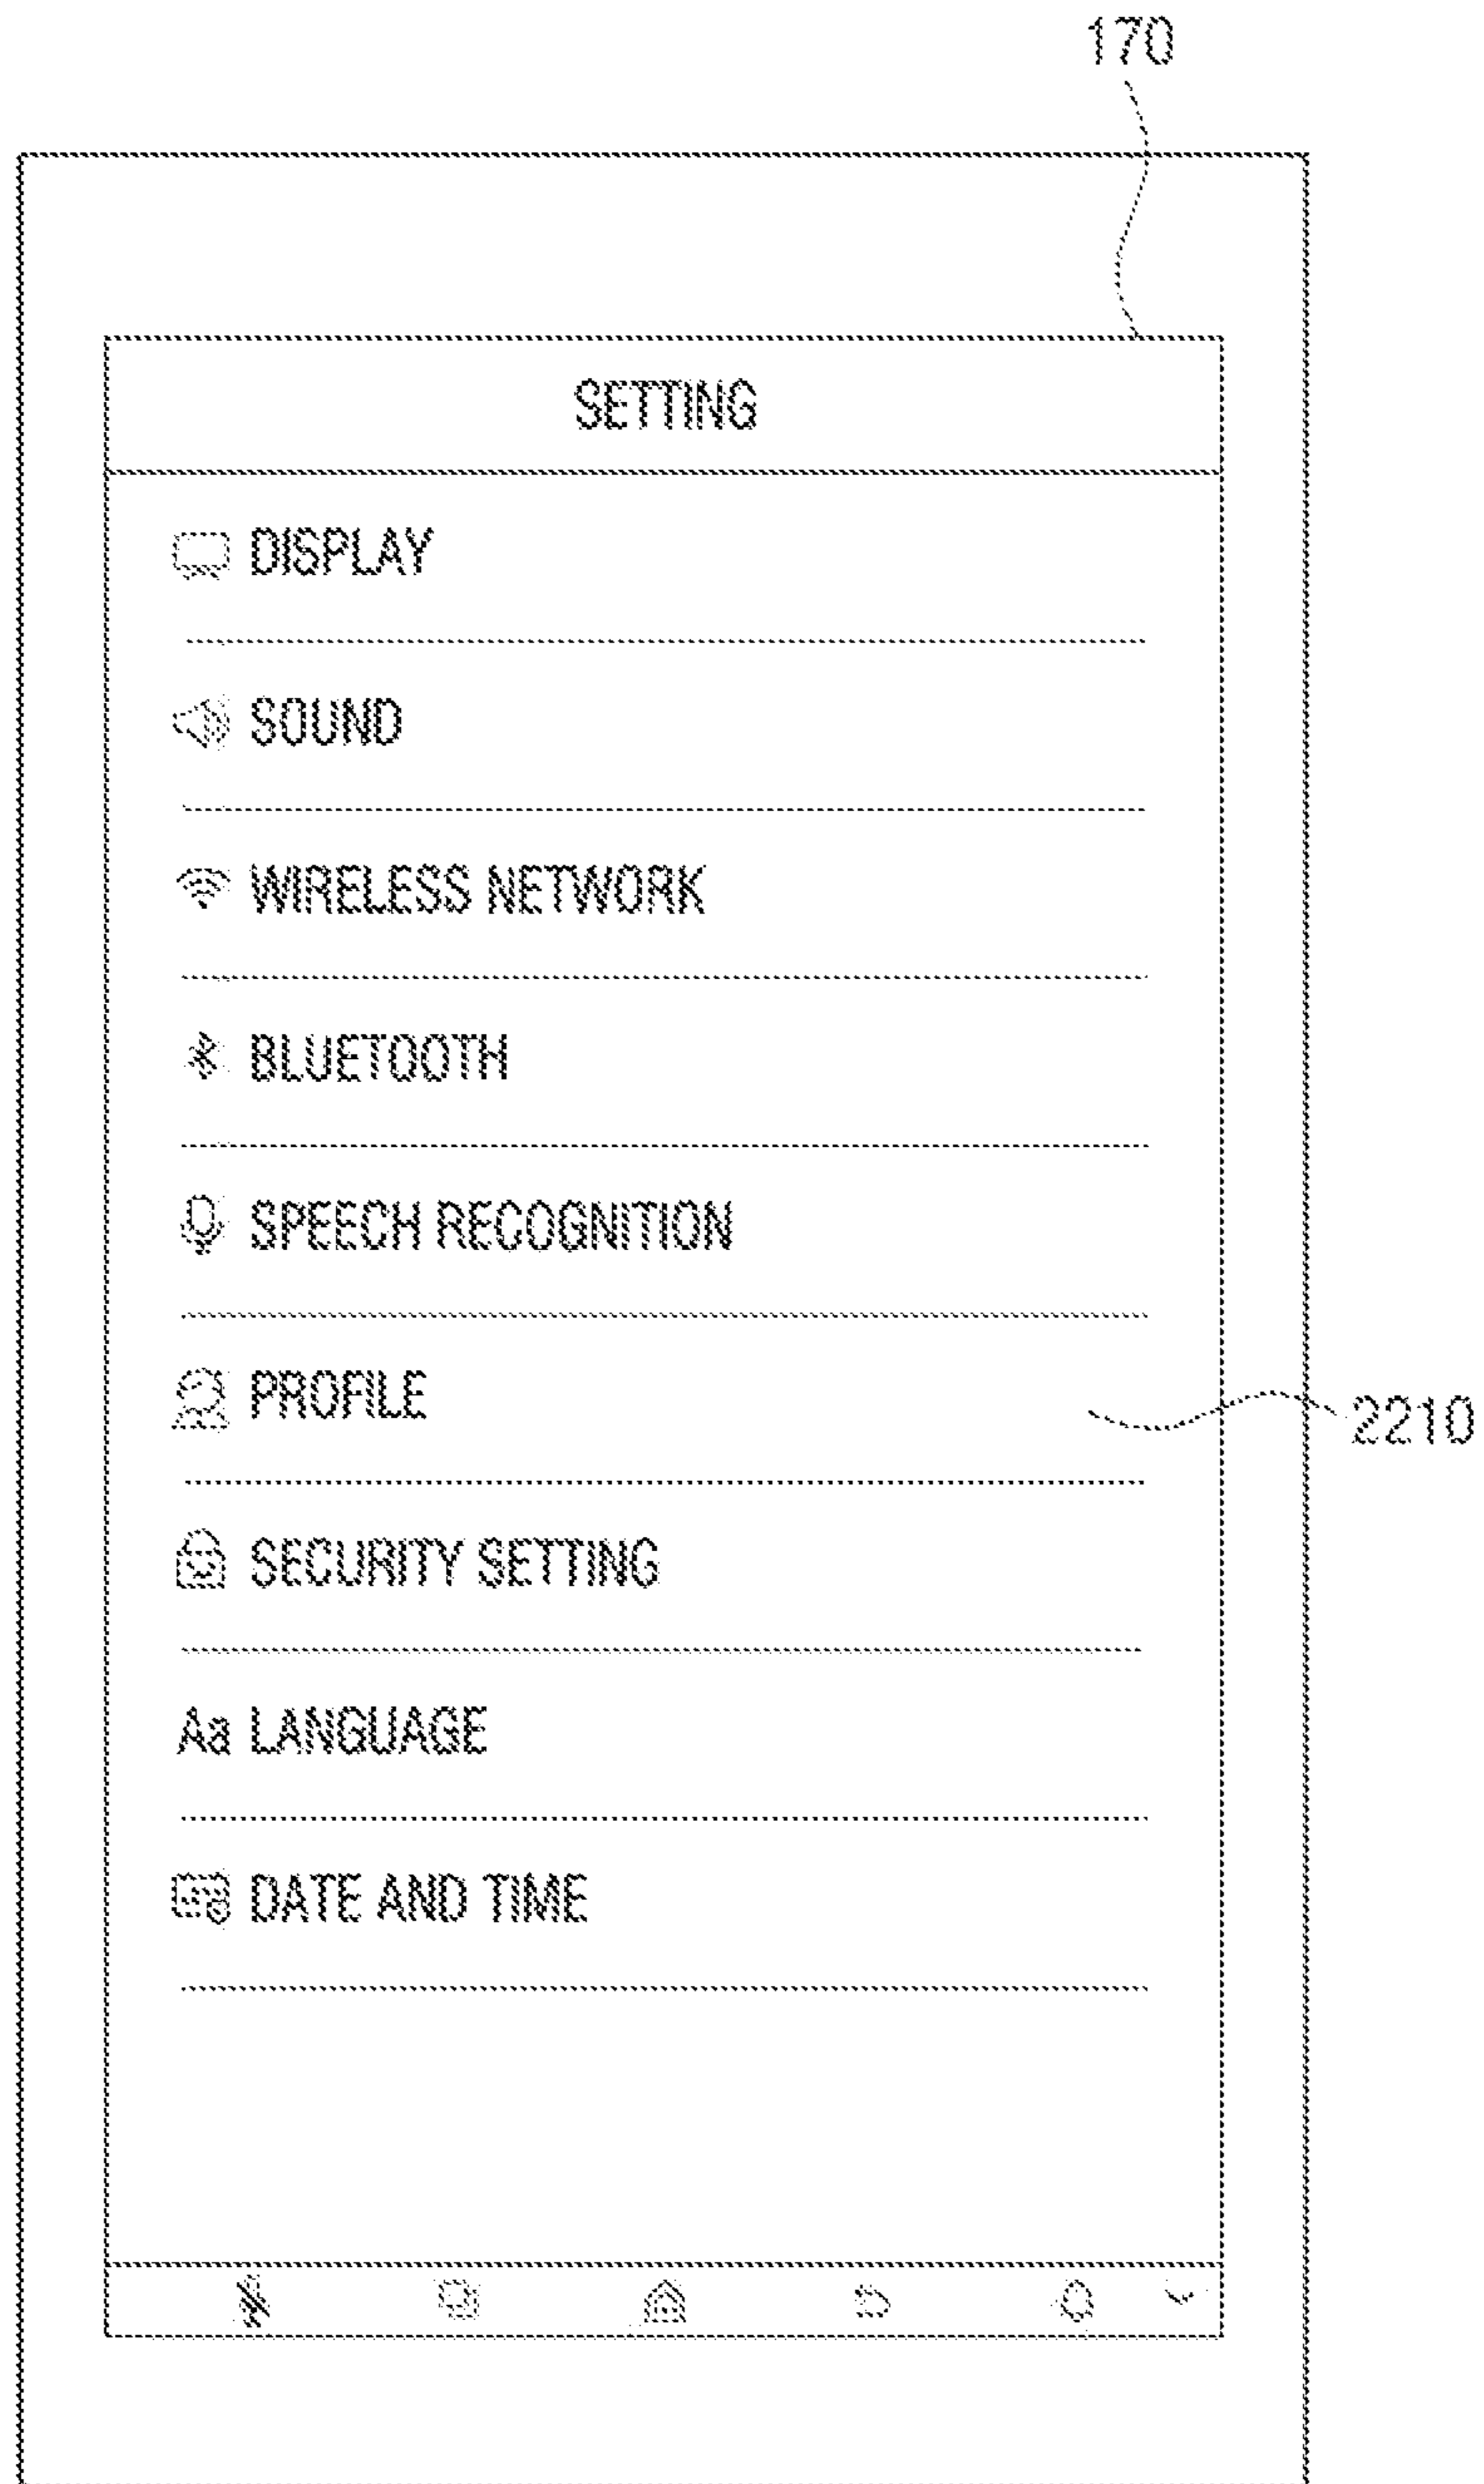 170
SETTING
DISPLAY
SOUND
WIRELESS NETWORK
BLUETOOTH
SPEECH RECOGNITION
PROFILE
2210
SECURITY SETTING
Aa LANGUAGE
DATE AND TIME